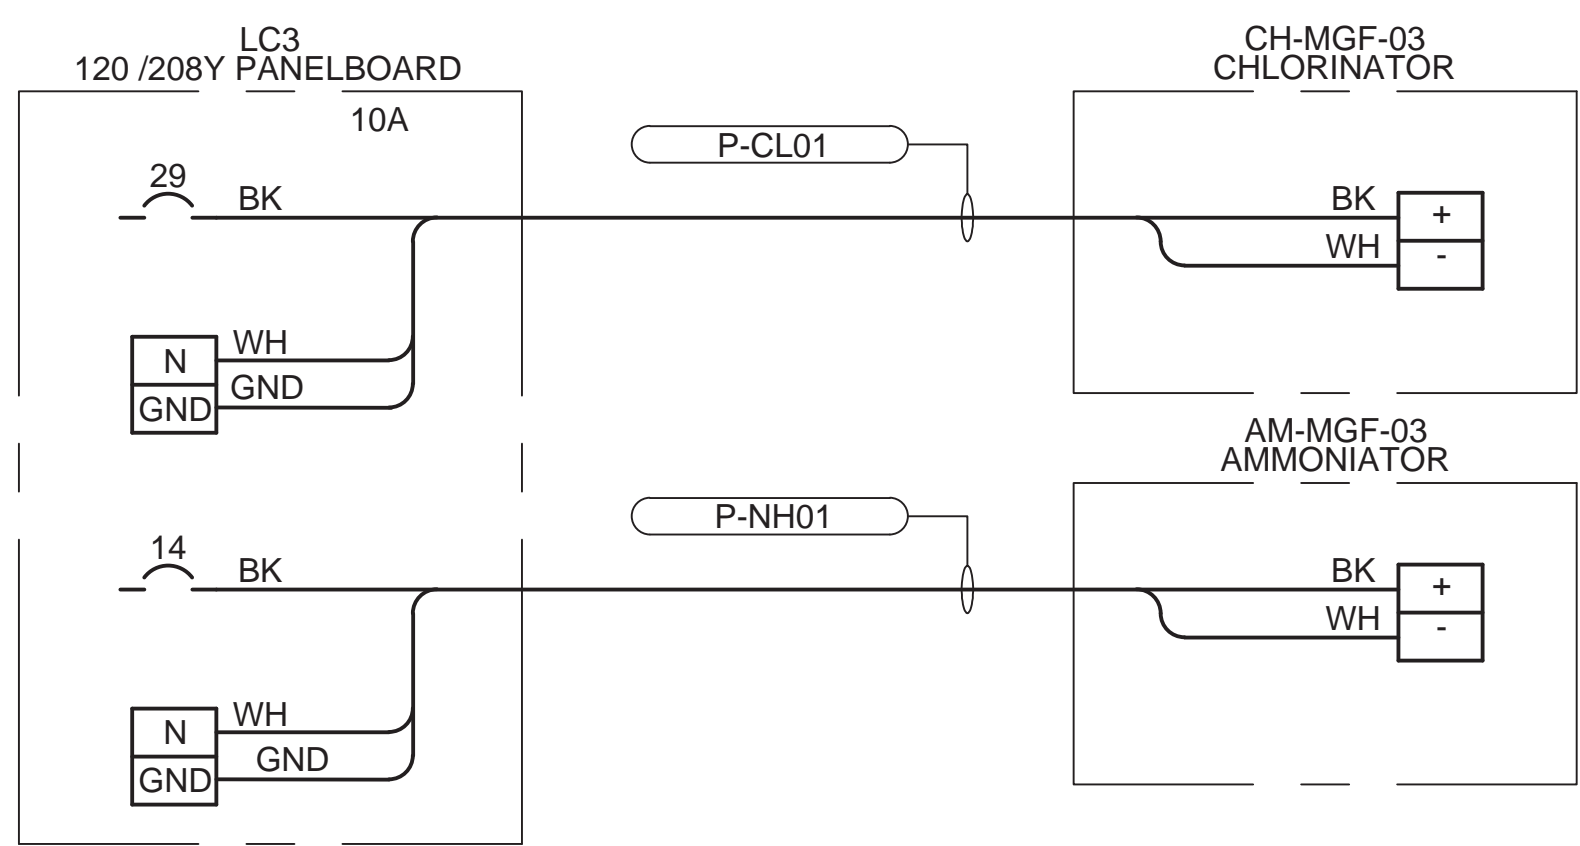 LC3
120 /208Y PANELBOARD
10A
29
BK
WH
N
GND
GND
14
BK
WH
N
GND
GND
P-CL01
P-NH01
CH-MGF-03
CHLORINATOR
BK
+
WH
-
AM-MGF-03
AMMONIATOR
BK
+
WH
-